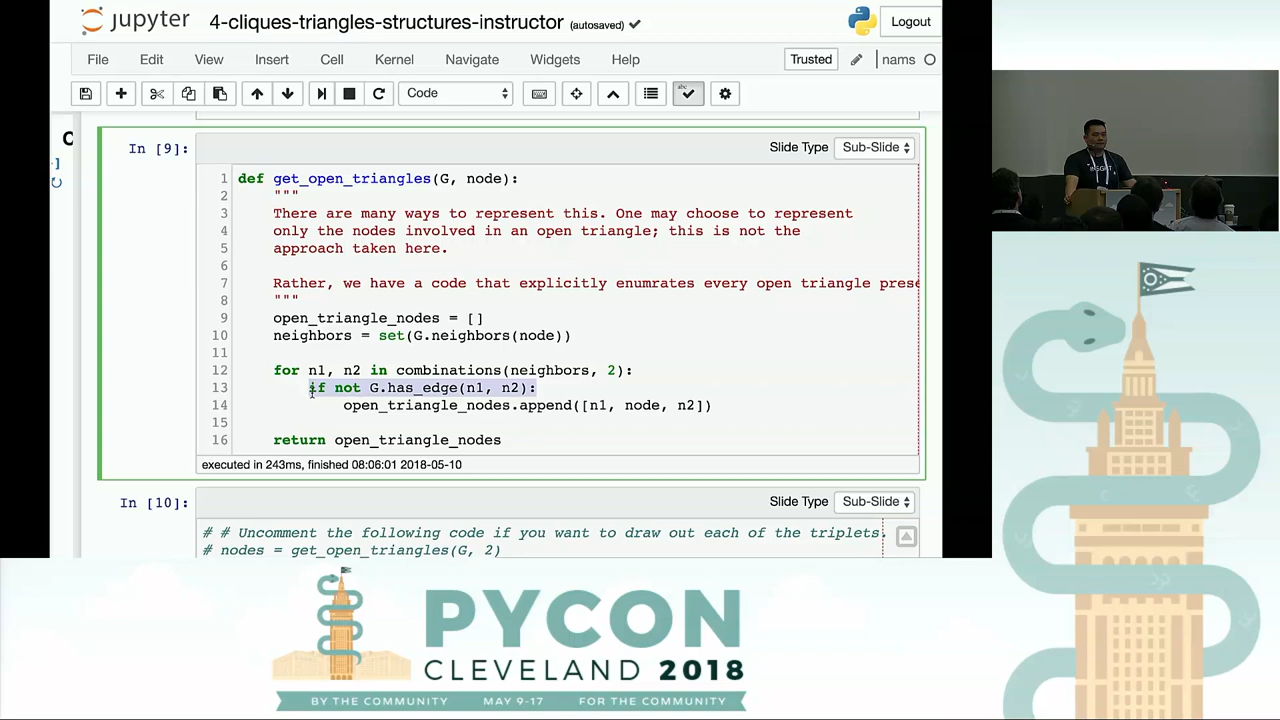 jupyter 4-cliques-triangles-structures-instructor (autosaved)
Logout
File Edit View Insert Cell Kernel Navigate Widgets Help
Trusted
nams
Code
In [9]:
Slide Type Sub-Slide
1 def get_open_triangles(G, node):
2 """
3 There are many ways to represent this. One may choose to represent
4 only the nodes involved in an open triangle; this is not the
5 approach taken here.
6
7 Rather, we have a code that explicitly enumrates every open triangle prese
8 """
9 open_triangle_nodes = []
10 neighbors = set(G.neighbors(node))
11
12 for n1, n2 in combinations(neighbors, 2):
13 if not G.has_edge(n1, n2):
14 open_triangle_nodes.append([n1, node, n2])
15
16 return open_triangle_nodes
executed in 243ms, finished 08:06:01 2018-05-10
In [10]:
Slide Type Sub-Slide
# # Uncomment the following code if you want to draw out each of the triplets.
# nodes = get_open_triangles(G, 2)
PYCON
CLEVELAND 2018
BY THE COMMUNITY MAY 9-17 FOR THE COMMUNITY